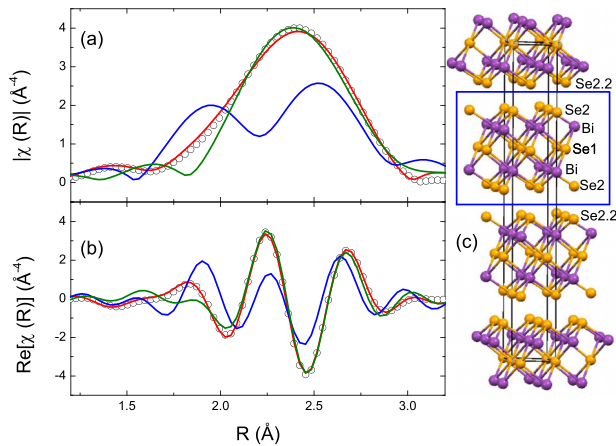 (a)
|χ (R)| (Å-4)
4
3
2
1
0
(b)
Re[χ (R)] (Å-4)
4
2
0
-2
-4
1.5
2.0
2.5
3.0
R (Å)
Se2.2
Se2
Bi
Se1
Bi
Se2
Se2.2
(c)